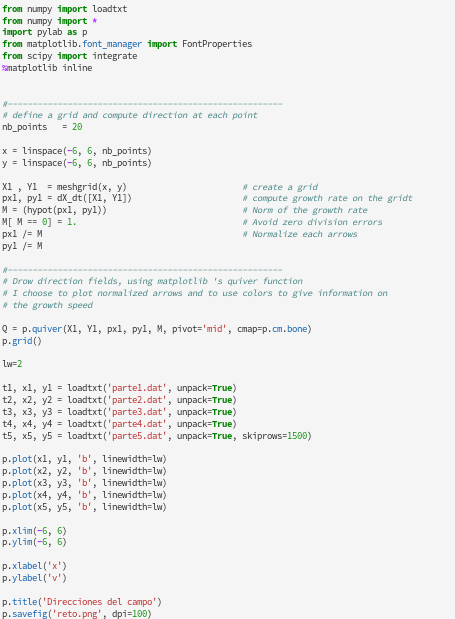 from numpy import loadtxt
from numpy import *
import pylab as p
from matplotlib.font_manager import FontProperties
from scipy import integrate
%matplotlib inline
#-------------------------------------------------------
# define a grid and compute direction at each point
nb_points   = 20
x = linspace(-6, 6, nb_points)
y = linspace(-6, 6, nb_points)
X1 , Y1  = meshgrid(x, y)                       # create a grid
px1, py1 = dX_dt([X1, Y1])                      # compute growth rate on the gridt
M = (hypot(px1, py1))                           # Norm of the growth rate
M[ M == 0] = 1.                                 # Avoid zero division errors
px1 /= M                                        # Normalize each arrows
py1 /= M
#-------------------------------------------------------
# Drow direction fields, using matplotlib 's quiver function
# I choose to plot normalized arrows and to use colors to give information on
# the growth speed
Q = p.quiver(X1, Y1, px1, py1, M, pivot='mid', cmap=p.cm.bone)
p.grid()
lw=2
t1, x1, y1 = loadtxt('parte1.dat', unpack=True)
t2, x2, y2 = loadtxt('parte2.dat', unpack=True)
t3, x3, y3 = loadtxt('parte3.dat', unpack=True)
t4, x4, y4 = loadtxt('parte4.dat', unpack=True)
t5, x5, y5 = loadtxt('parte5.dat', unpack=True, skiprows=1500)
p.plot(x1, y1, 'b', linewidth=lw)
p.plot(x2, y2, 'b', linewidth=lw)
p.plot(x3, y3, 'b', linewidth=lw)
p.plot(x4, y4, 'b', linewidth=lw)
p.plot(x5, y5, 'b', linewidth=lw)
p.xlim(-6, 6)
p.ylim(-6, 6)
p.xlabel('x')
p.ylabel('v')
p.title('Direcciones del campo')
p.savefig('reto.png', dpi=100)